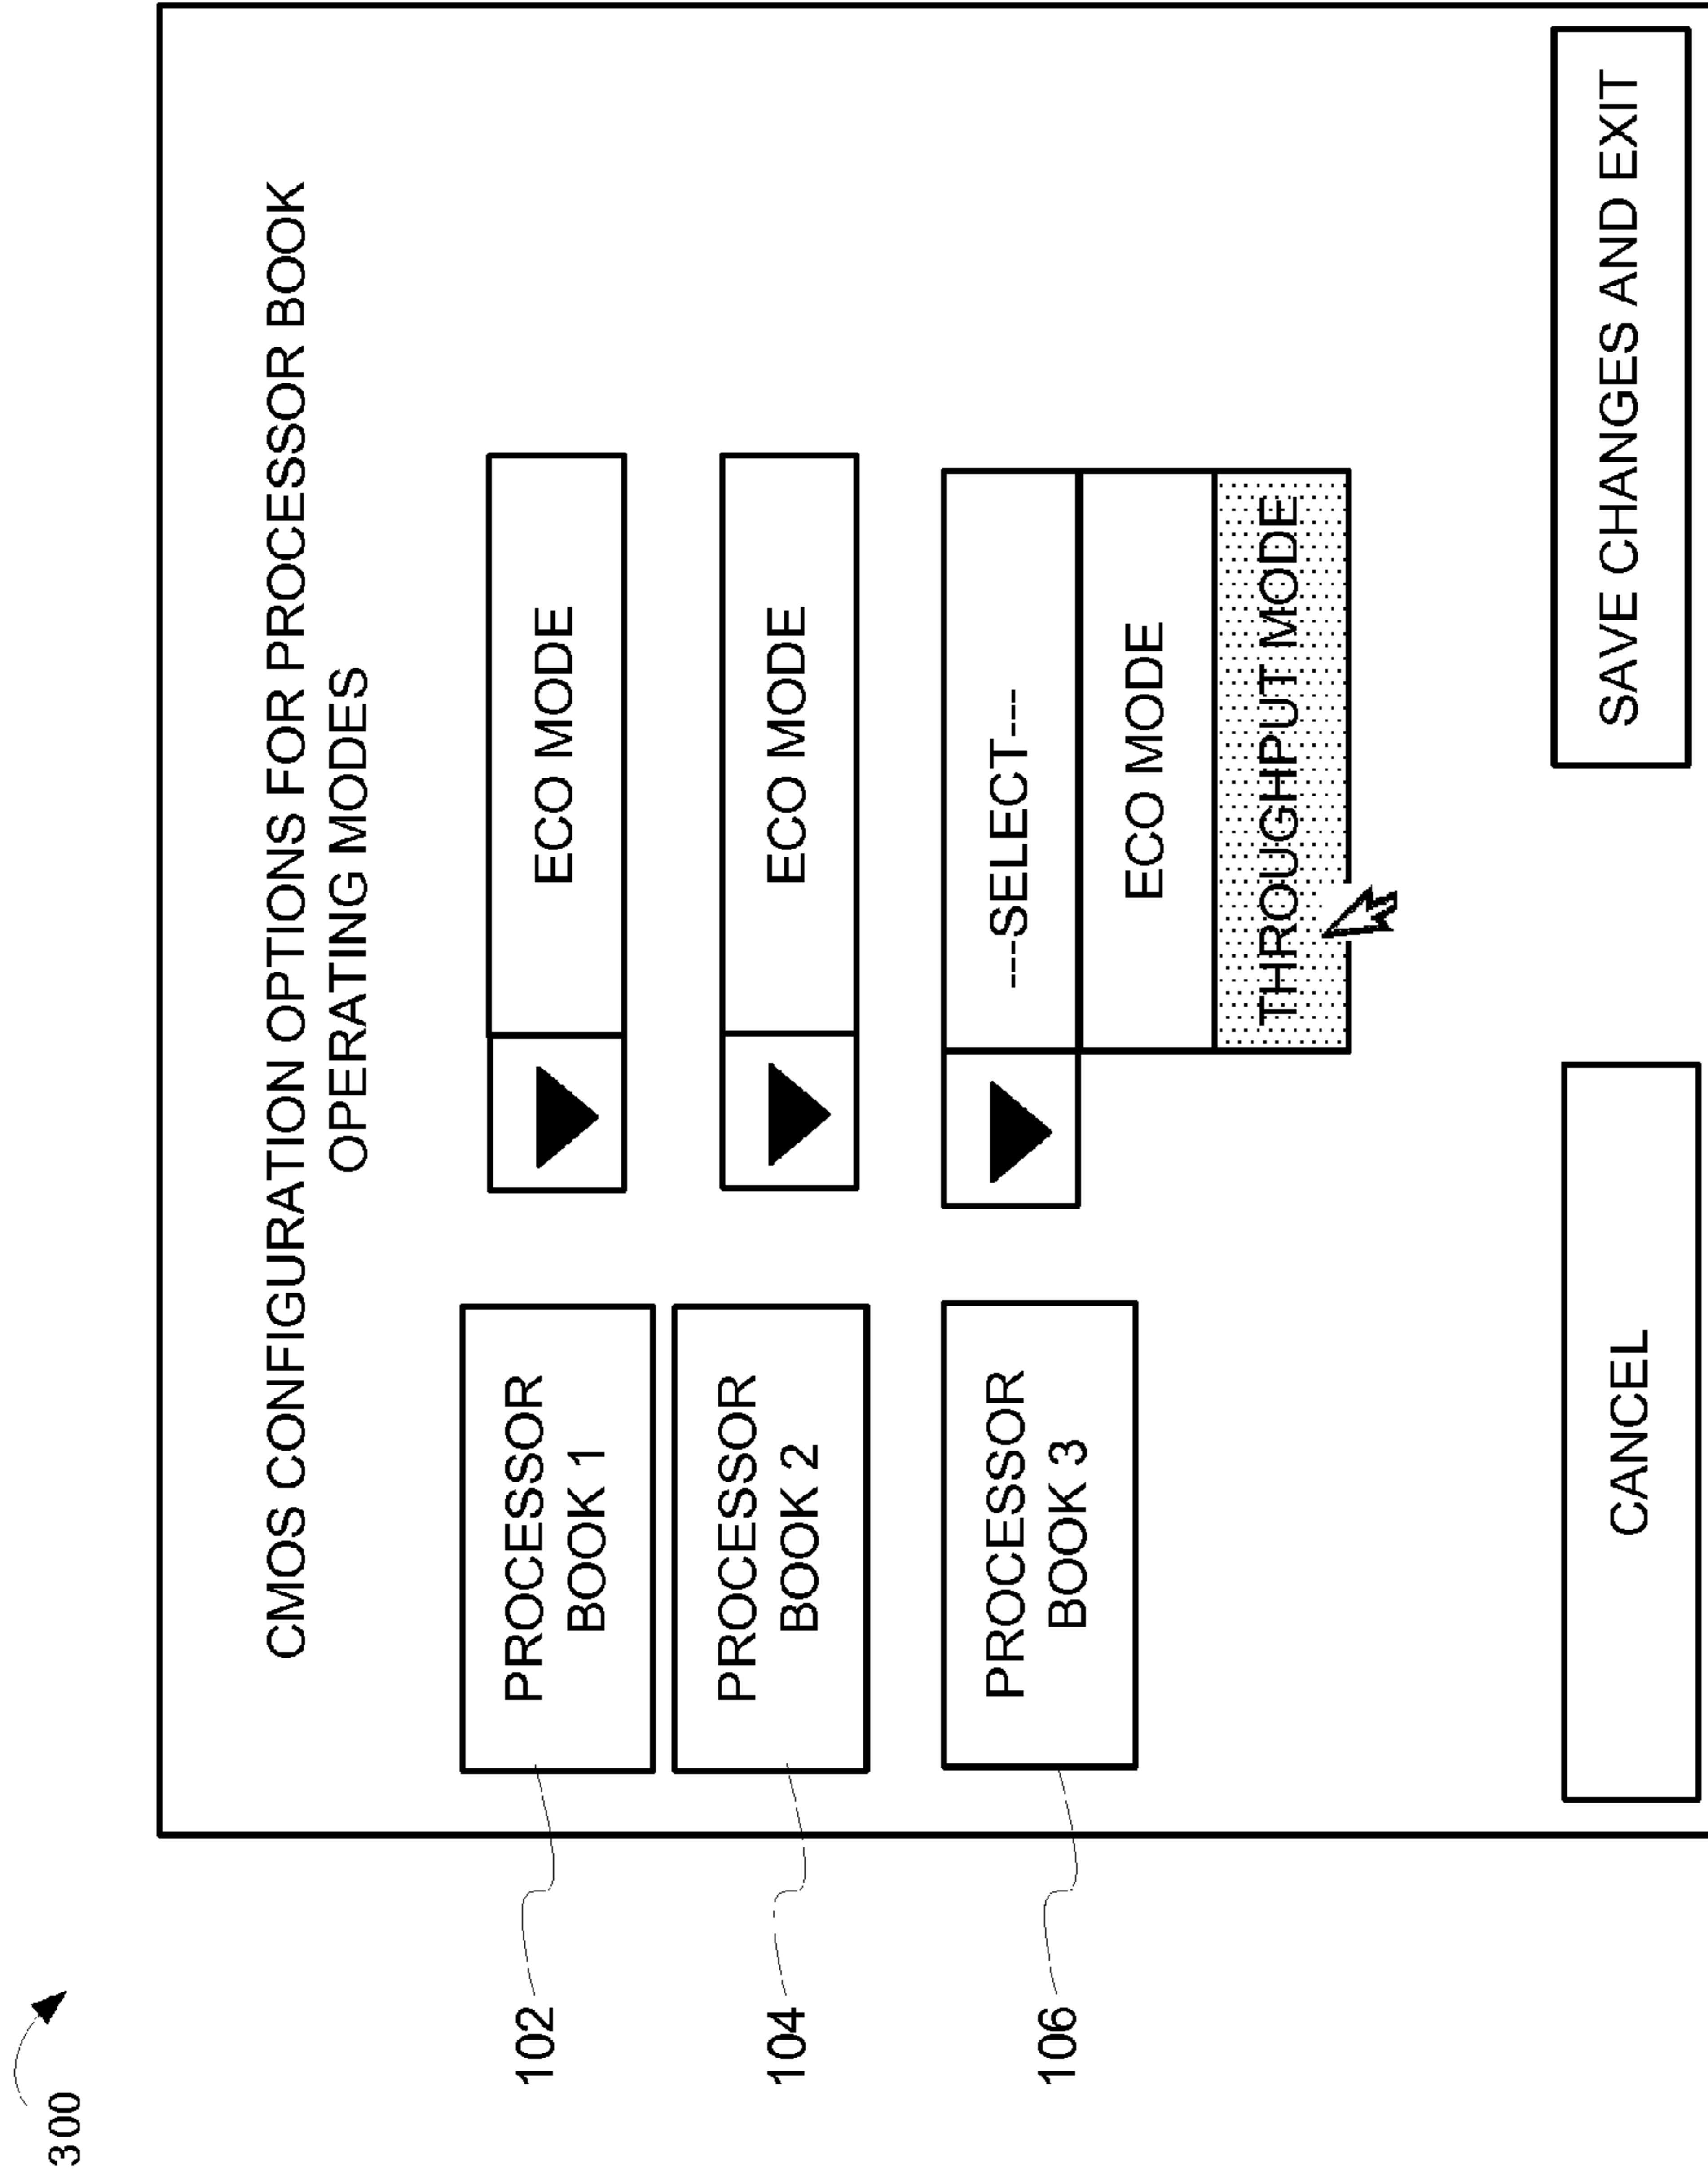 300
CMOS CONFIGURATION OPTIONS FOR PROCESSOR BOOK
OPERATING MODES
102
PROCESSOR
BOOK 1
ECO MODE
104
PROCESSOR
BOOK 2
ECO MODE
106
PROCESSOR
BOOK 3
----SELECT----
ECO MODE
THROUGHPUT MODE
CANCEL
SAVE CHANGES AND EXIT